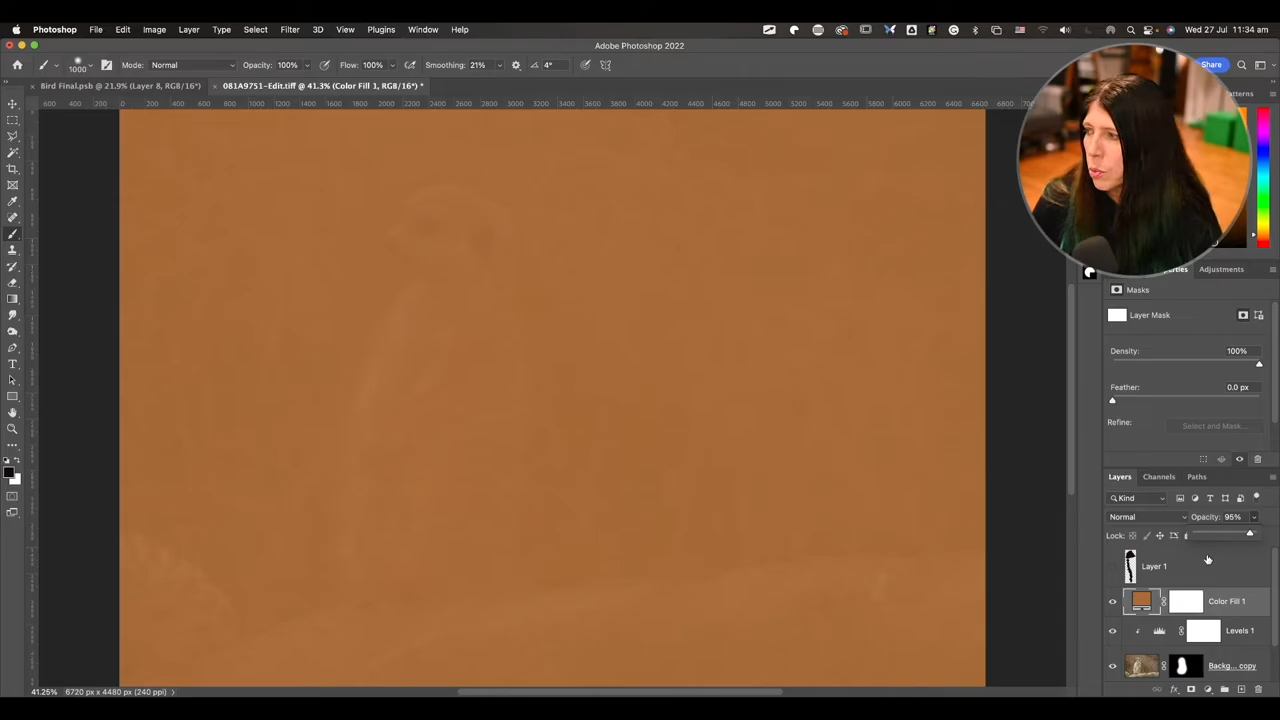 Photoshop File Edit Image Layer Type Select Filter 3D View Plugins Window Help
Wed 27 Jul 11:34 am
Adobe Photoshop 2022
1000 Mode: Normal Opacity: 100% Flow: 100% Smoothing: 21% 4° Share
Bird Final.psb @ 21.9% (Layer 8, RGB/16*) 081A9751-Edit.tiff @ 41.3% (Color Fill 1, RGB/16*) *
Patterns
600 400 200 0 200 400 600 800 1000 1200 1400 1600 1800 2000 2200 2400 2600 2800 3000 3200 3400 3600 3800 4000 4200 4400 4600 4800 5000 5200 5400 5600 5800 6000 6200 6400 6600 6800
Adjustments
Masks
Layer Mask
Density: 100%
Feather: 0.0 px
Refine: Select and Mask...
Layers Channels Paths
Kind
Normal Opacity: 95%
Lock:
Layer 1
Color Fill 1
Levels 1
Backg... copy
41.25% 6720 px x 4480 px (240 ppi)